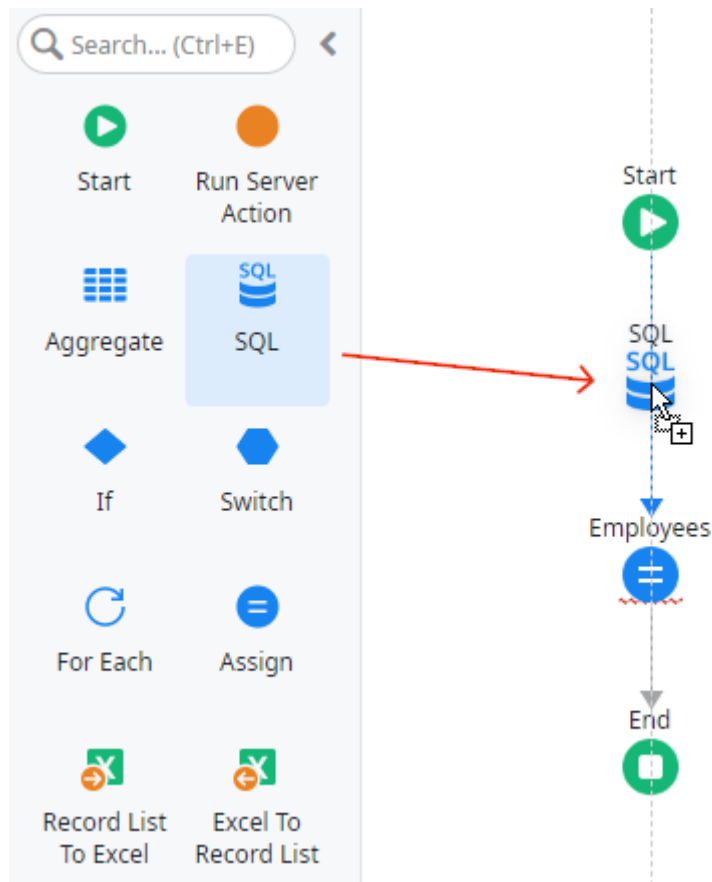 Search... (Ctrl+E)
Start
Run Server
Action
Aggregate
SQL
SQL
If
Switch
For Each
Assign
Record List
To Excel
Excel To
Record List
Start
SQL
SQL
Employees
End